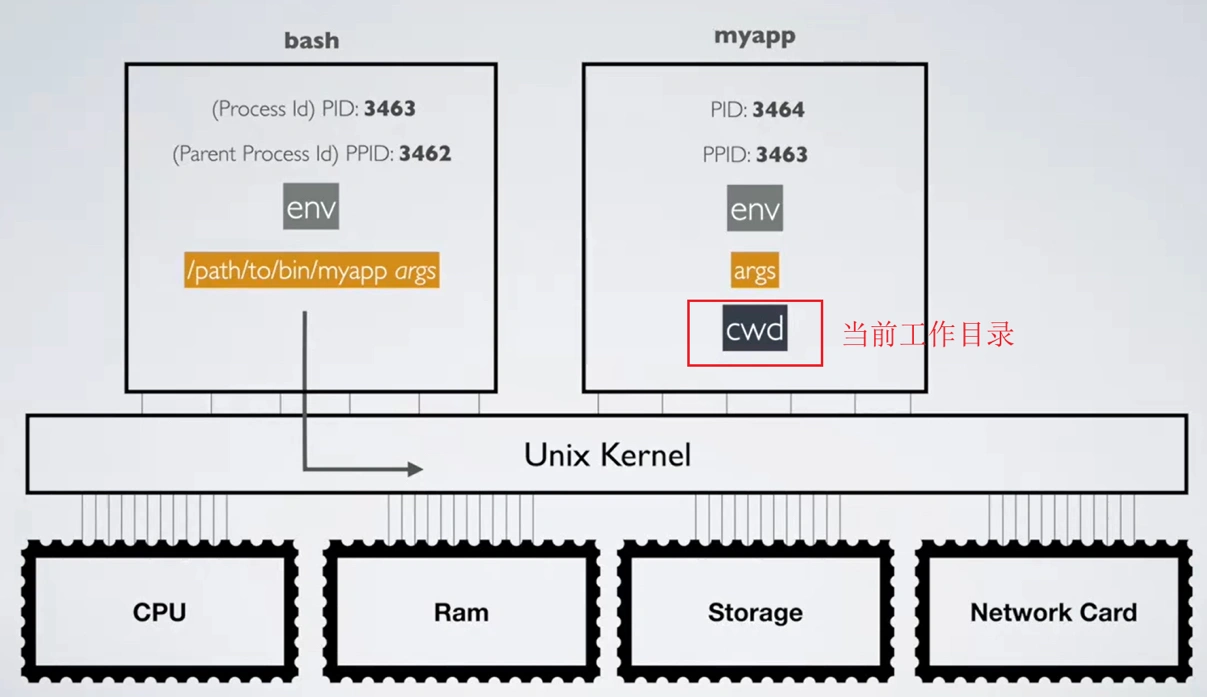 bash
(Process Id) PID: 3463
(Parent Process Id) PPID: 3462
env
/path/to/bin/myapp args
myapp
PID: 3464
PPID: 3463
env
args
cwd
当前工作目录
Unix Kernel
CPU
Ram
Storage
Network Card